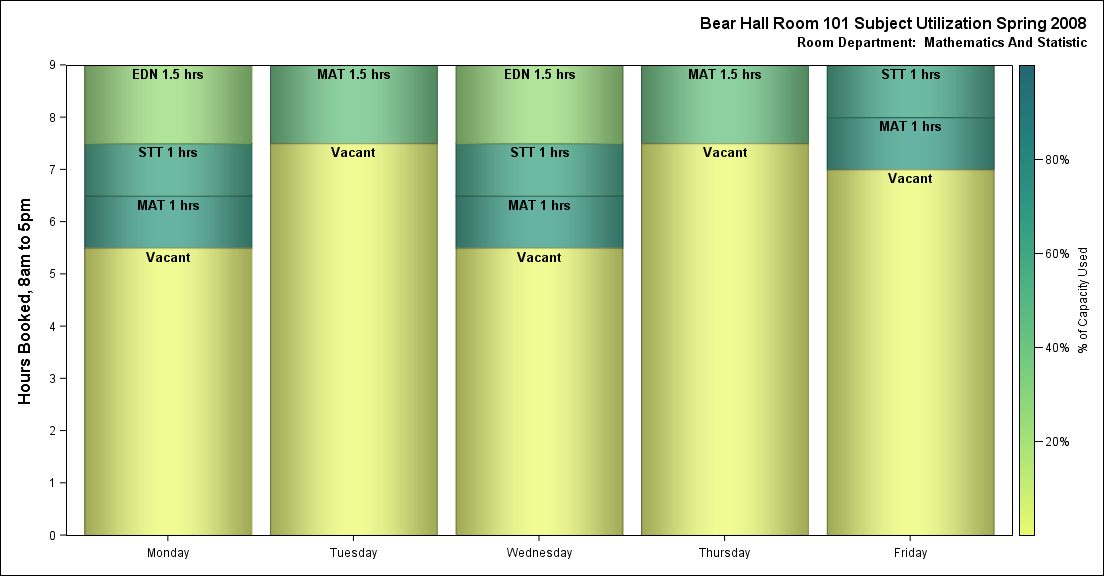 Bear Hall Room 101 Subject Utilization Spring 2008
Room Department:  Mathematics And Statistic
Hours Booked, 8am to 5pm
9
8
7
6
5
4
3
2
1
0
EDN 1.5 hrs
STT 1 hrs
MAT 1 hrs
Vacant
MAT 1.5 hrs
Vacant
EDN 1.5 hrs
STT 1 hrs
MAT 1 hrs
Vacant
MAT 1.5 hrs
Vacant
STT 1 hrs
MAT 1 hrs
Vacant
Monday
Tuesday
Wednesday
Thursday
Friday
80%
60%
40%
20%
% of Capacity Used